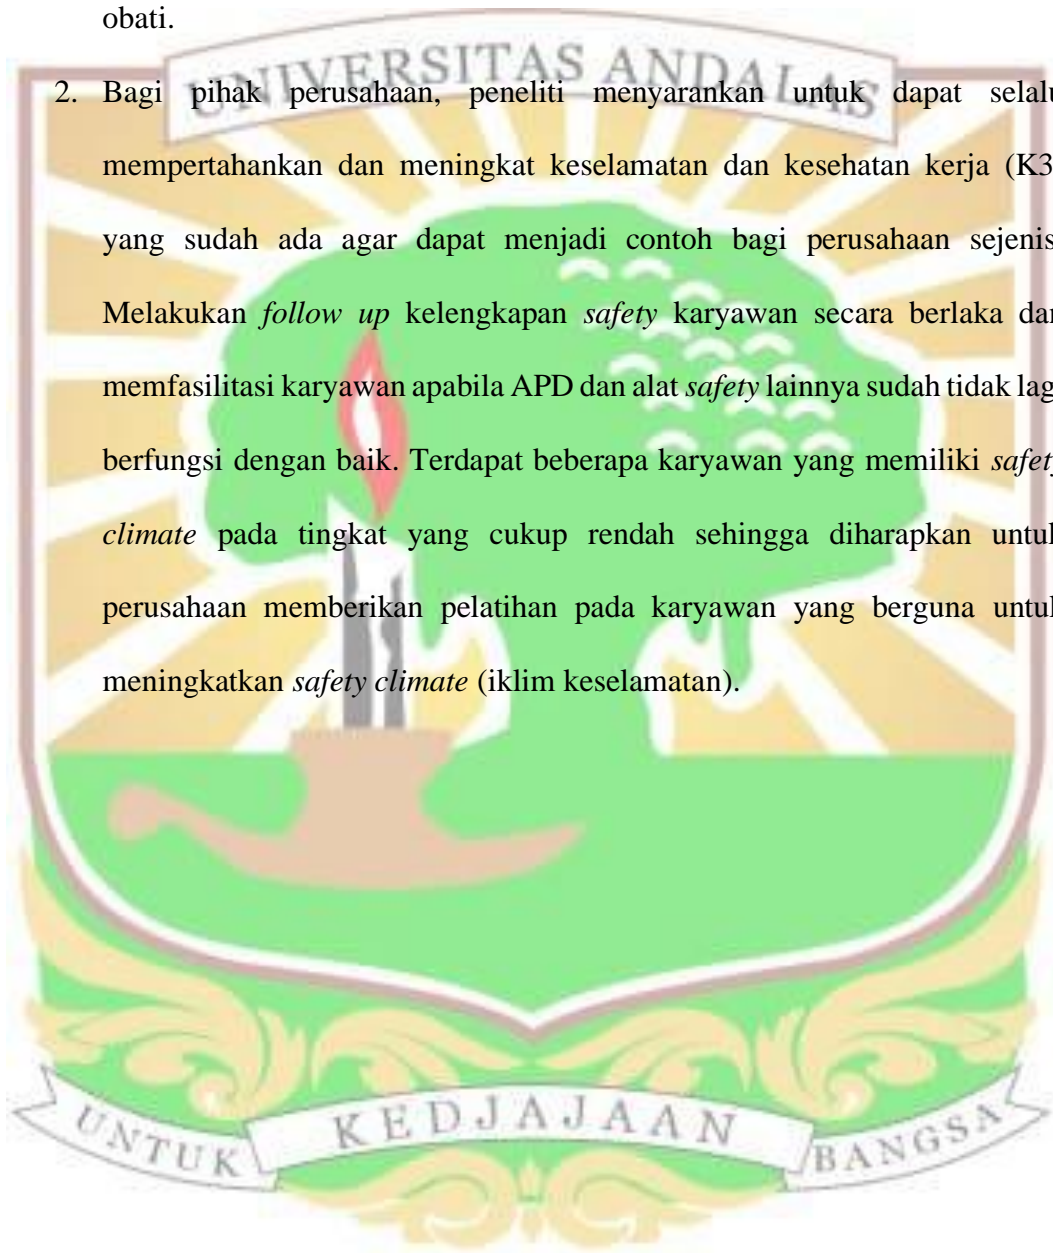 obati.
UNIVERSITAS ANDALAS
2. Bagi pihak perusahaan, peneliti menyarankan untuk dapat selalu
mempertahankan dan meningkat keselamatan dan kesehatan kerja (K3
yang sudah ada agar dapat menjadi contoh bagi perusahaan sejenis
Melakukan follow up kelengkapan safety karyawan secara berlaka dan
memfasilitasi karyawan apabila APD dan alat safety lainnya sudah tidak lag
berfungsi dengan baik. Terdapat beberapa karyawan yang memiliki safety
climate pada tingkat yang cukup rendah sehingga diharapkan untuk
perusahaan memberikan pelatihan pada karyawan yang berguna untuk
meningkatkan safety climate (iklim keselamatan).
UNTUK KEDJAJAAN BANGSA